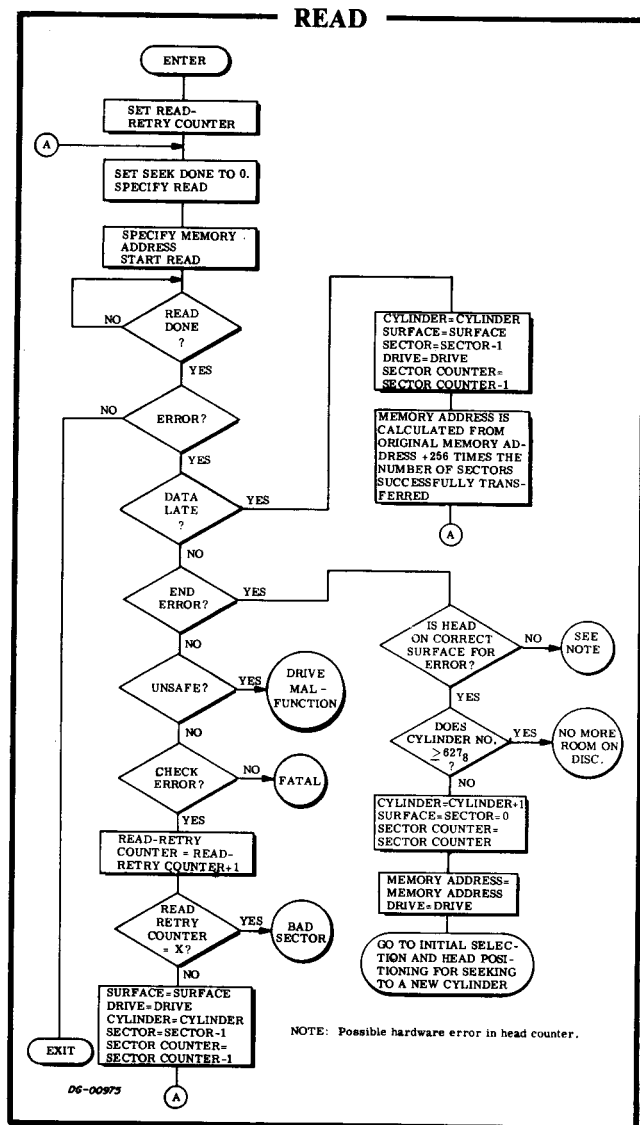 READ
ENTER
SET READ-
RETRY COUNTER
A
SET SEEK DONE TO 0.
SPECIFY READ
SPECIFY MEMORY
ADDRESS
START READ
NO
READ
DONE
?
YES
NO
ERROR?
YES
DATA
LATE
?
YES
NO
CYLINDER=CYLINDER
SURFACE=SURFACE
SECTOR=SECTOR-1
DRIVE=DRIVE
SECTOR COUNTER=
SECTOR COUNTER-1
MEMORY ADDRESS IS
CALCULATED FROM
ORIGINAL MEMORY AD-
DRESS +256 TIMES THE
NUMBER OF SECTORS
SUCCESSFULLY TRANS-
FERRED
A
END
ERROR?
YES
NO
IS HEAD
ON CORRECT
SURFACE FOR
ERROR?
NO
SEE
NOTE
YES
UNSAFE?
YES
DRIVE
MAL-
FUNCTION
NO
DOES
CYLINDER NO.
≥627₈
?
YES
NO MORE
ROOM ON
DISC.
NO
CHECK
ERROR?
NO
FATAL
YES
CYLINDER=CYLINDER+1
SURFACE=SECTOR=0
SECTOR COUNTER=
SECTOR COUNTER
READ-RETRY
COUNTER = READ-
RETRY COUNTER+1
MEMORY ADDRESS=
MEMORY ADDRESS
DRIVE=DRIVE
READ
RETRY
COUNTER
= X?
YES
BAD
SECTOR
NO
GO TO INITIAL SELEC-
TION AND HEAD POSI-
TIONING FOR SEEKING
TO A NEW CYLINDER
SURFACE=SURFACE
DRIVE=DRIVE
CYLINDER=CYLINDER
SECTOR=SECTOR-1
SECTOR COUNTER=
SECTOR COUNTER-1
NOTE: Possible hardware error in head counter.
EXIT
DG-00975
A